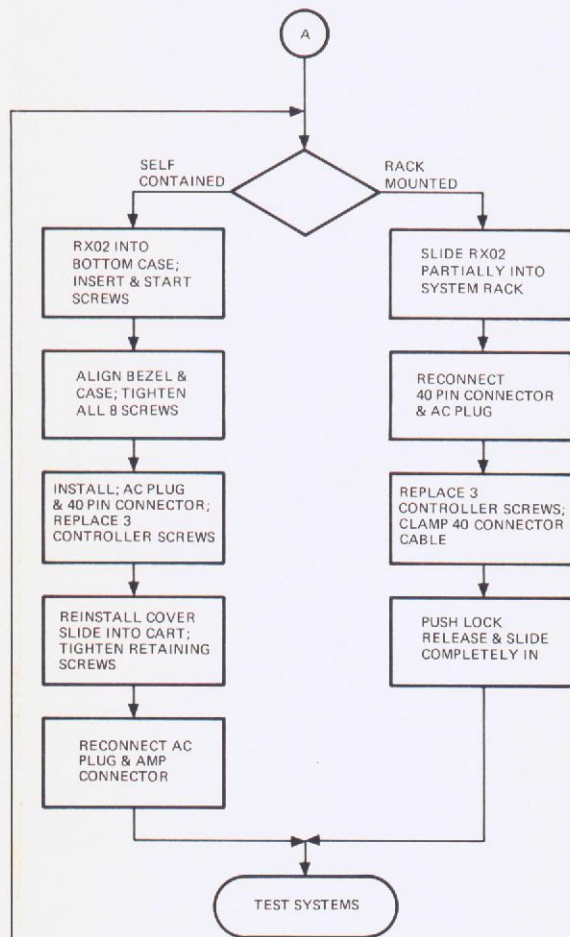 A
SELF
CONTAINED
RACK
MOUNTED
RX02 INTO
BOTTOM CASE;
INSERT & START
SCREWS
ALIGN BEZEL &
CASE; TIGHTEN
ALL 8 SCREWS
INSTALL; AC PLUG
& 40 PIN CONNECTOR;
REPLACE 3
CONTROLLER SCREWS
REINSTALL COVER
SLIDE INTO CART;
TIGHTEN RETAINING
SCREWS
RECONNECT AC
PLUG & AMP
CONNECTOR
SLIDE RX02
PARTIALLY INTO
SYSTEM RACK
RECONNECT
40 PIN CONNECTOR
& AC PLUG
REPLACE 3
CONTROLLER SCREWS;
CLAMP 40 CONNECTOR
CABLE
PUSH LOCK
RELEASE & SLIDE
COMPLETELY IN
TEST SYSTEMS